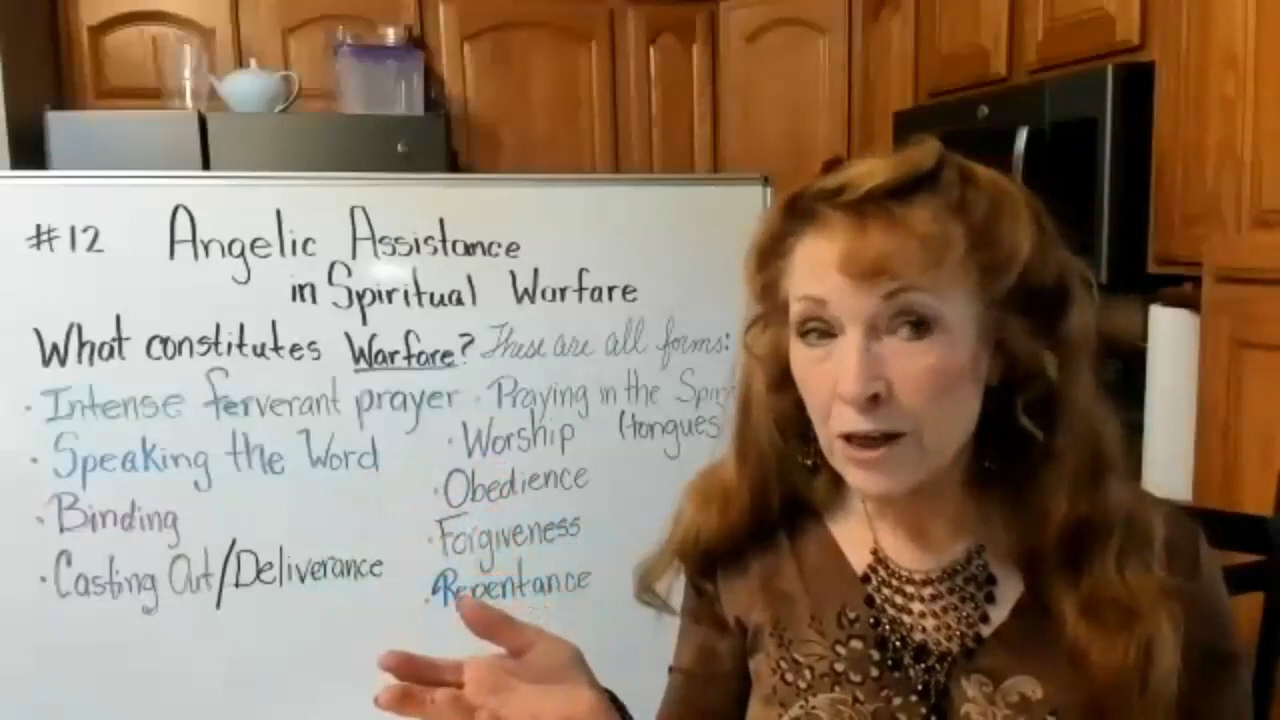 #12 Angelic Assistance
in Spiritual Warfare
What constitutes Warfare? These are all forms:
· Intense ferverant prayer
· Speaking the Word
· Binding
· Casting Out/Deliverance
· Praying in the
(tongues
· Worship
· Obedience
· Forgiveness
· Repentance